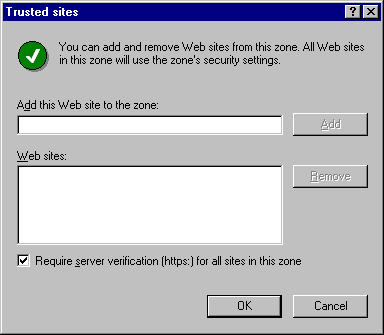 Trusted sites
You can add and remove Web sites from this zone. All Web sites
in this zone will use the zone's security settings.
Add this Web site to the zone:
Add
Web sites:
Remove
Require server verification (https:) for all sites in this zone
OK Cancel